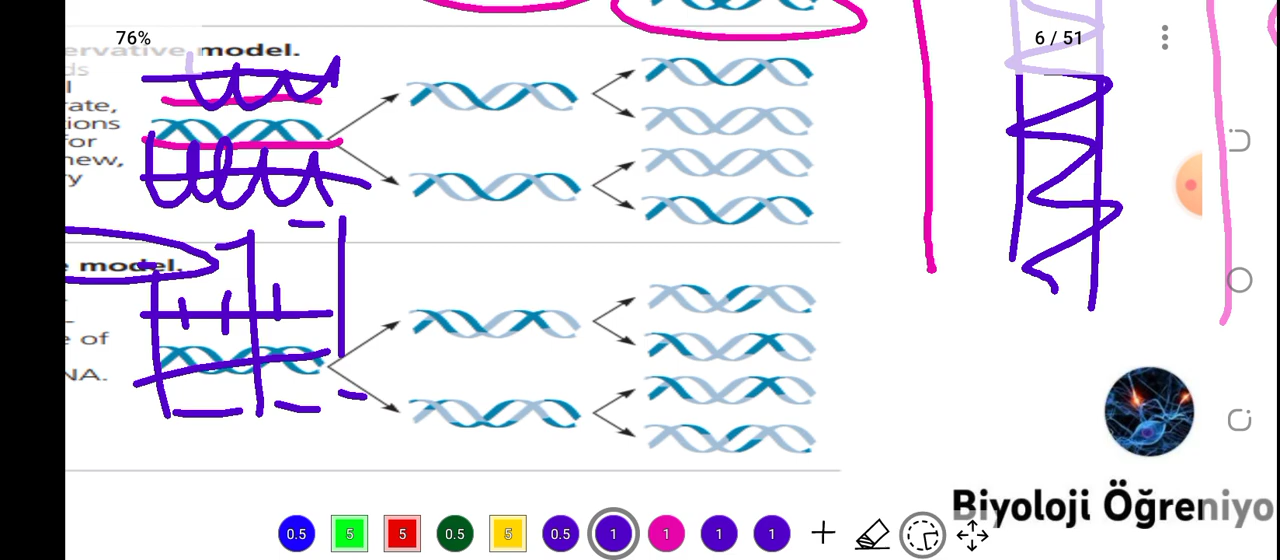 76%
6 / 51
ervative model.
ds
l
rate,
ions
for
new,
y
model.
e of
NA.
Biyoloji Öğreniyo
0.5 5 5 0.5 5 0.5 1 1 1 1